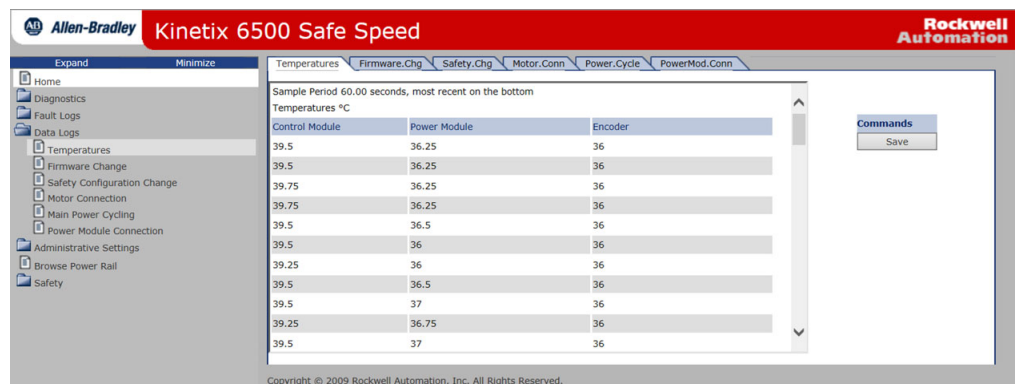 Allen-Bradley
Kinetix 6500 Safe Speed
Rockwell
Automation
Expand Minimize
Home
Diagnostics
Fault Logs
Data Logs
Temperatures
Firmware Change
Safety Configuration Change
Motor Connection
Main Power Cycling
Power Module Connection
Administrative Settings
Browse Power Rail
Safety
Temperatures Firmware.Chg Safety.Chg Motor.Conn Power.Cycle PowerMod.Conn
Sample Period 60.00 seconds, most recent on the bottom
Temperatures °C
Control Module Power Module Encoder
39.5 36.25 36
39.5 36.25 36
39.75 36.25 36
39.75 36.25 36
39.5 36.5 36
39.5 36 36
39.25 36 36
39.5 36.5 36
39.5 37 36
39.25 36.75 36
39.5 37 36
Commands
Save
Copyright © 2009 Rockwell Automation, Inc. All Rights Reserved.